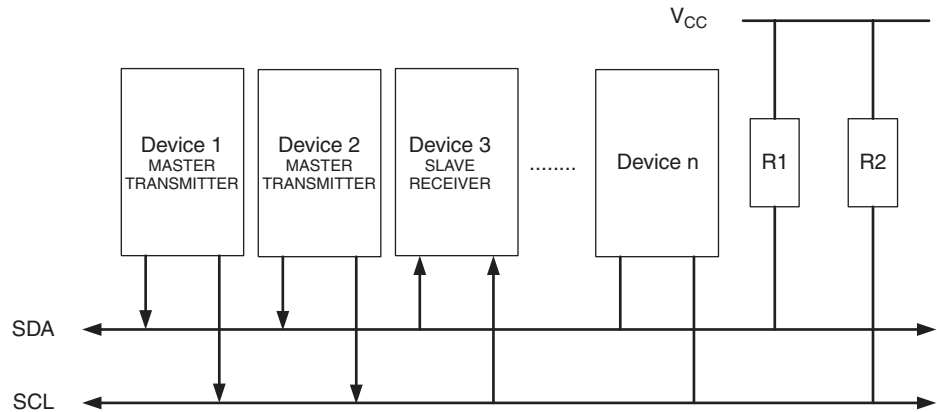 VCC
Device 1
MASTER
TRANSMITTER
Device 2
MASTER
TRANSMITTER
Device 3
SLAVE
RECEIVER
........
Device n
R1
R2
SDA
SCL